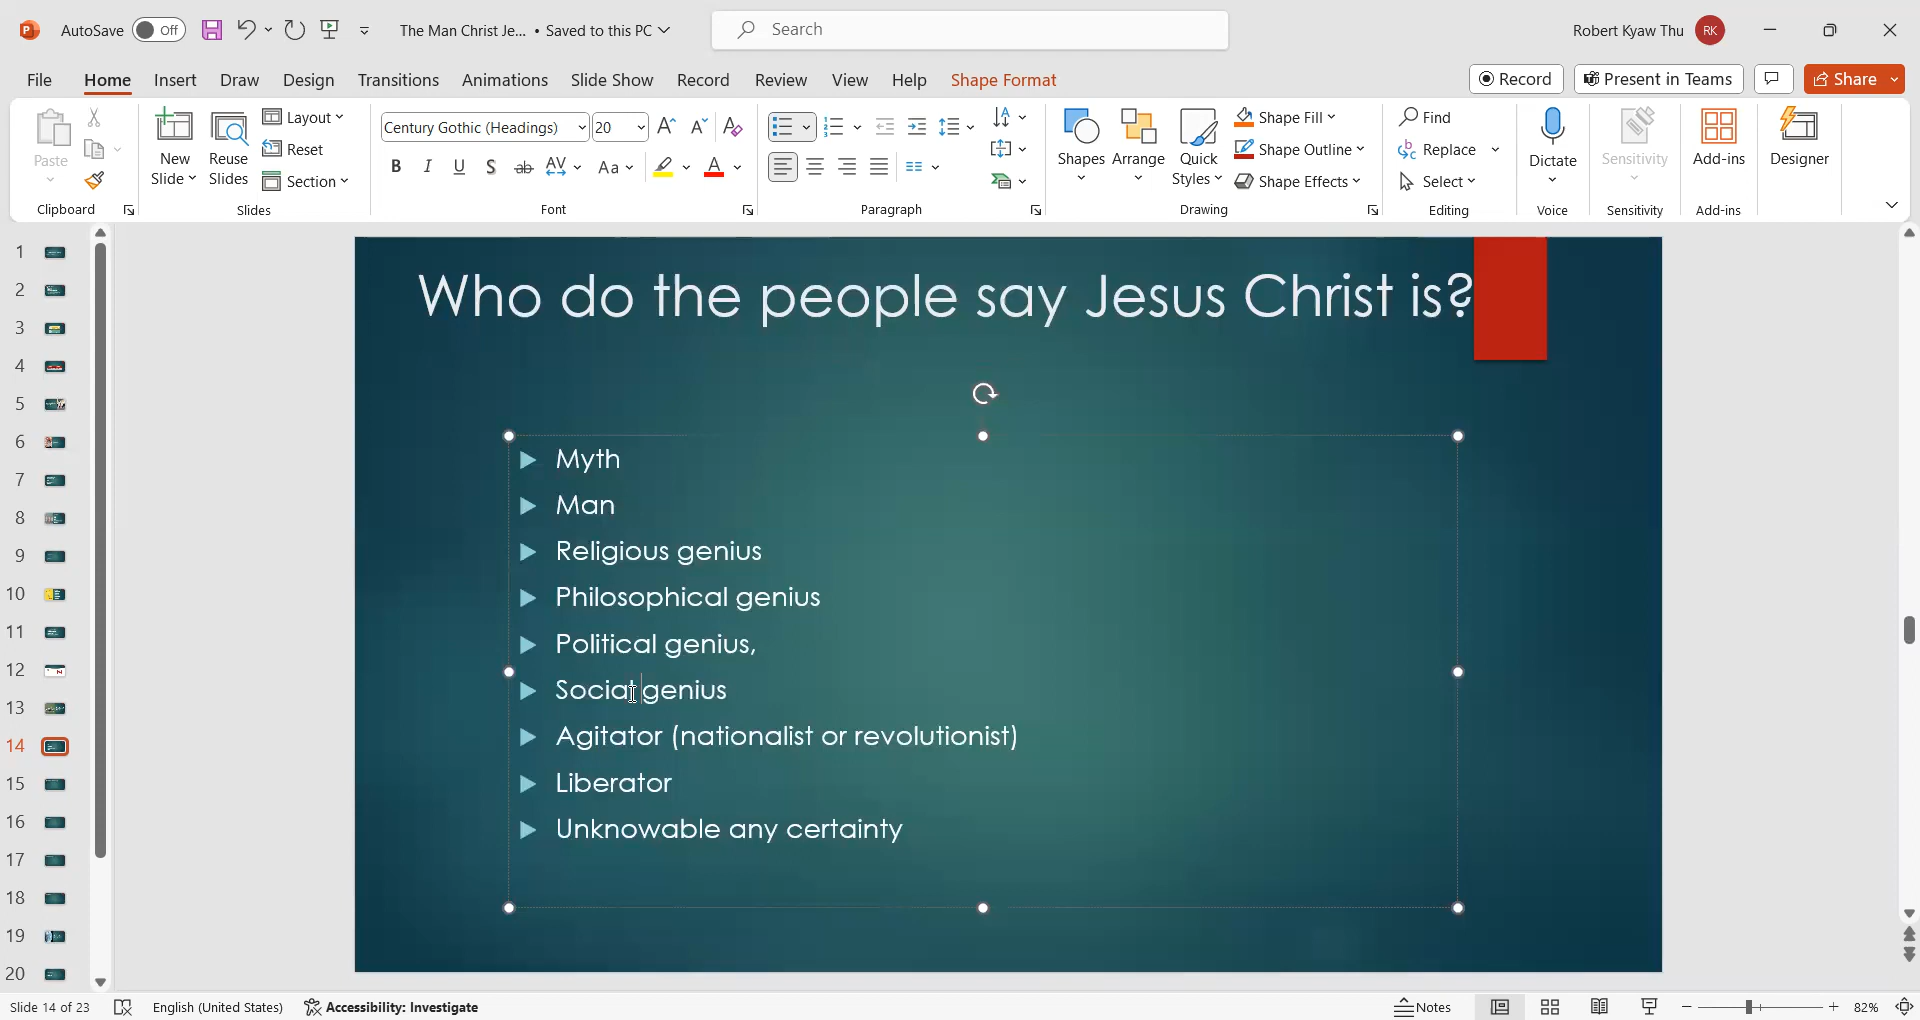 AutoSave Off The Man Christ Je... • Saved to this PC Search Robert Kyaw Thu RK
File Home Insert Draw Design Transitions Animations Slide Show Record Review View Help Shape Format Record Present in Teams Share
Paste
Clipboard
New Slide
Reuse Slides
Layout
Reset
Section
Slides
Century Gothic (Headings) 20
B I U S ab AV Aa A
Font
Paragraph
Shapes
Arrange
Quick Styles
Shape Fill
Shape Outline
Shape Effects
Drawing
Find
Replace
Select
Editing
Dictate
Voice
Sensitivity
Sensitivity
Add-ins
Add-ins
Designer
1
2
3
4
5
6
7
8
9
10
11
12
13
14
15
16
17
18
19
20
Who do the people say Jesus Christ is?
Myth
Man
Religious genius
Philosophical genius
Political genius,
Social genius
Agitator (nationalist or revolutionist)
Liberator
Unknowable any certainty
Slide 14 of 23 English (United States) Accessibility: Investigate Notes 82%